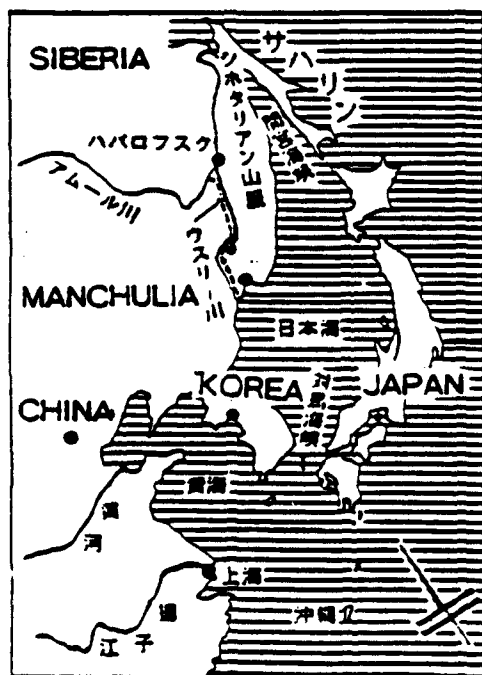 SIBERIA
サハリン
シホタリアン山脈
間宮海峡
ハバロフスク
アムール川
ウスリー川
MANCHULIA
日本海
KOREA
対馬海峡
JAPAN
CHINA
黄海
黄河
上海
揚子江
沖縄